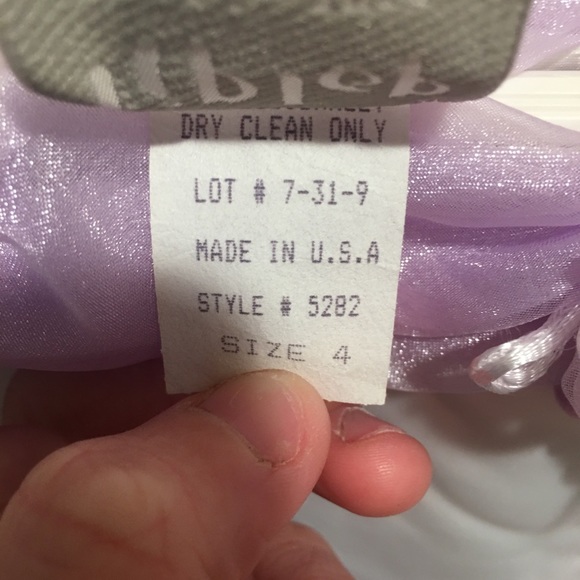 DRY CLEAN ONLY
LOT # 7-31-9
MADE IN U.S.A
STYLE # 5282
SIZE 4